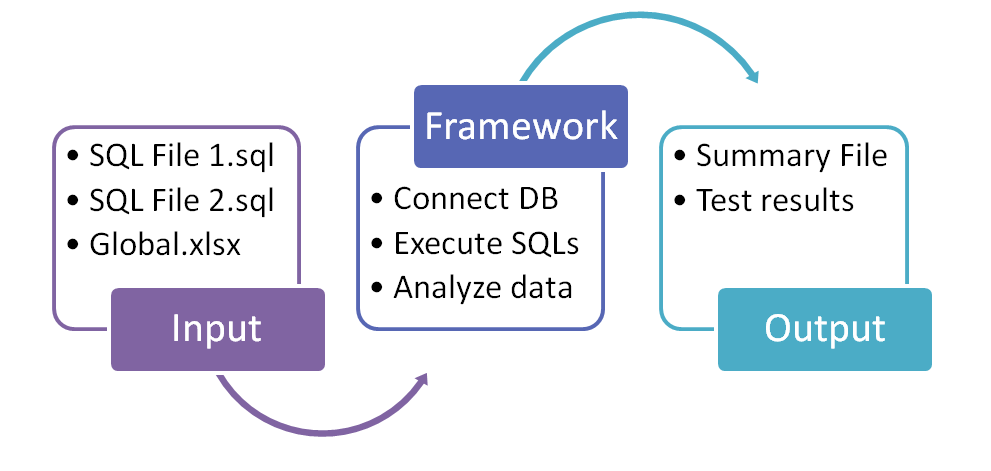 • SQL File 1.sql
• SQL File 2.sql
• Global.xlsx
Input
Framework
• Connect DB
• Execute SQLs
• Analyze data
• Summary File
• Test results
Output